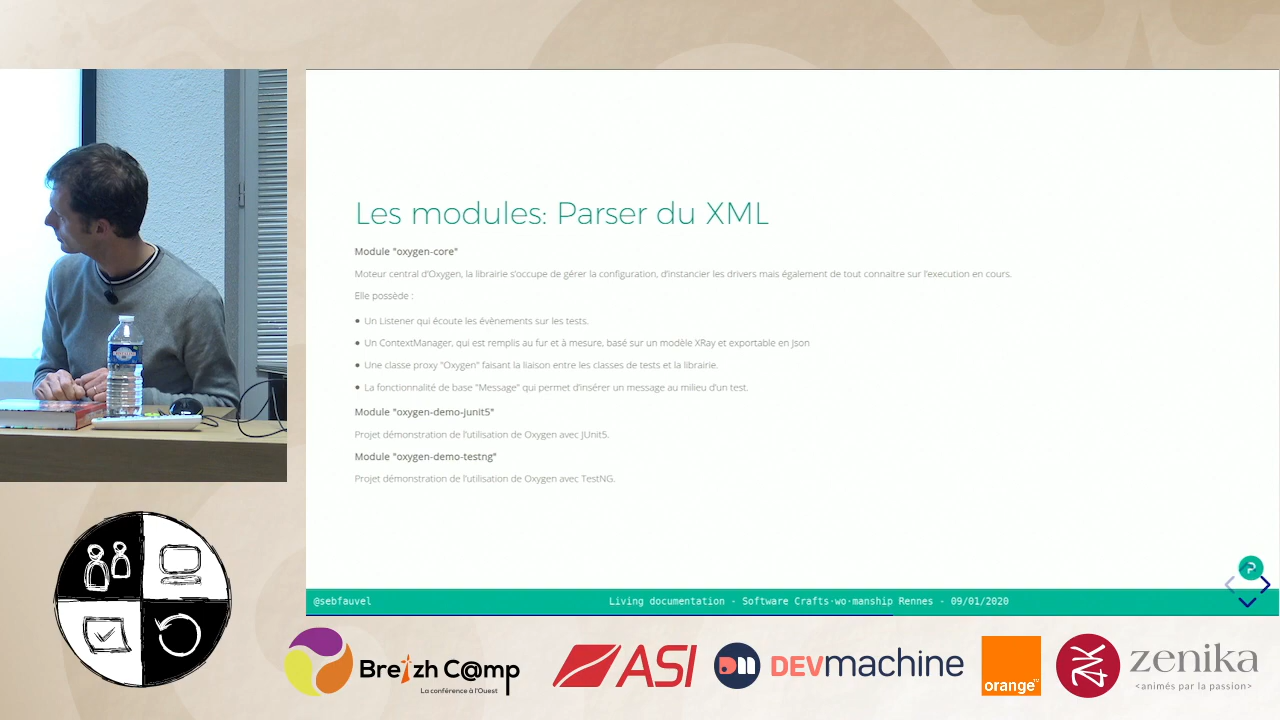 Les modules: Parser du XML
Module "oxygen-core"
Moteur central d'Oxygen, la librairie s'occupe de gérer la configuration, d'instancier les drivers mais également de tout connaitre sur l'execution en cours.
Elle possède :
Un Listener qui écoute les évènements sur les tests.
Un ContextManager, qui est remplis au fur et à mesure, basé sur un modèle XRay et exportable en Json
Une classe proxy "Oxygen" faisant la liaison entre les classes de tests et la librairie.
La fonctionnalité de base "Message" qui permet d'insérer un message au milieu d'un test.
Module "oxygen-demo-junit5"
Projet démonstration de l'utilisation de Oxygen avec JUnit5.
Module "oxygen-demo-testng"
Projet démonstration de l'utilisation de Oxygen avec TestNG.
@sebfauvel
Living documentation - Software Crafts·wo·manship Rennes - 09/01/2020
Breizh C@mp
La conférence à l'Ouest
ASI
DEVmachine
orange™
zenika
<animés par la passion>